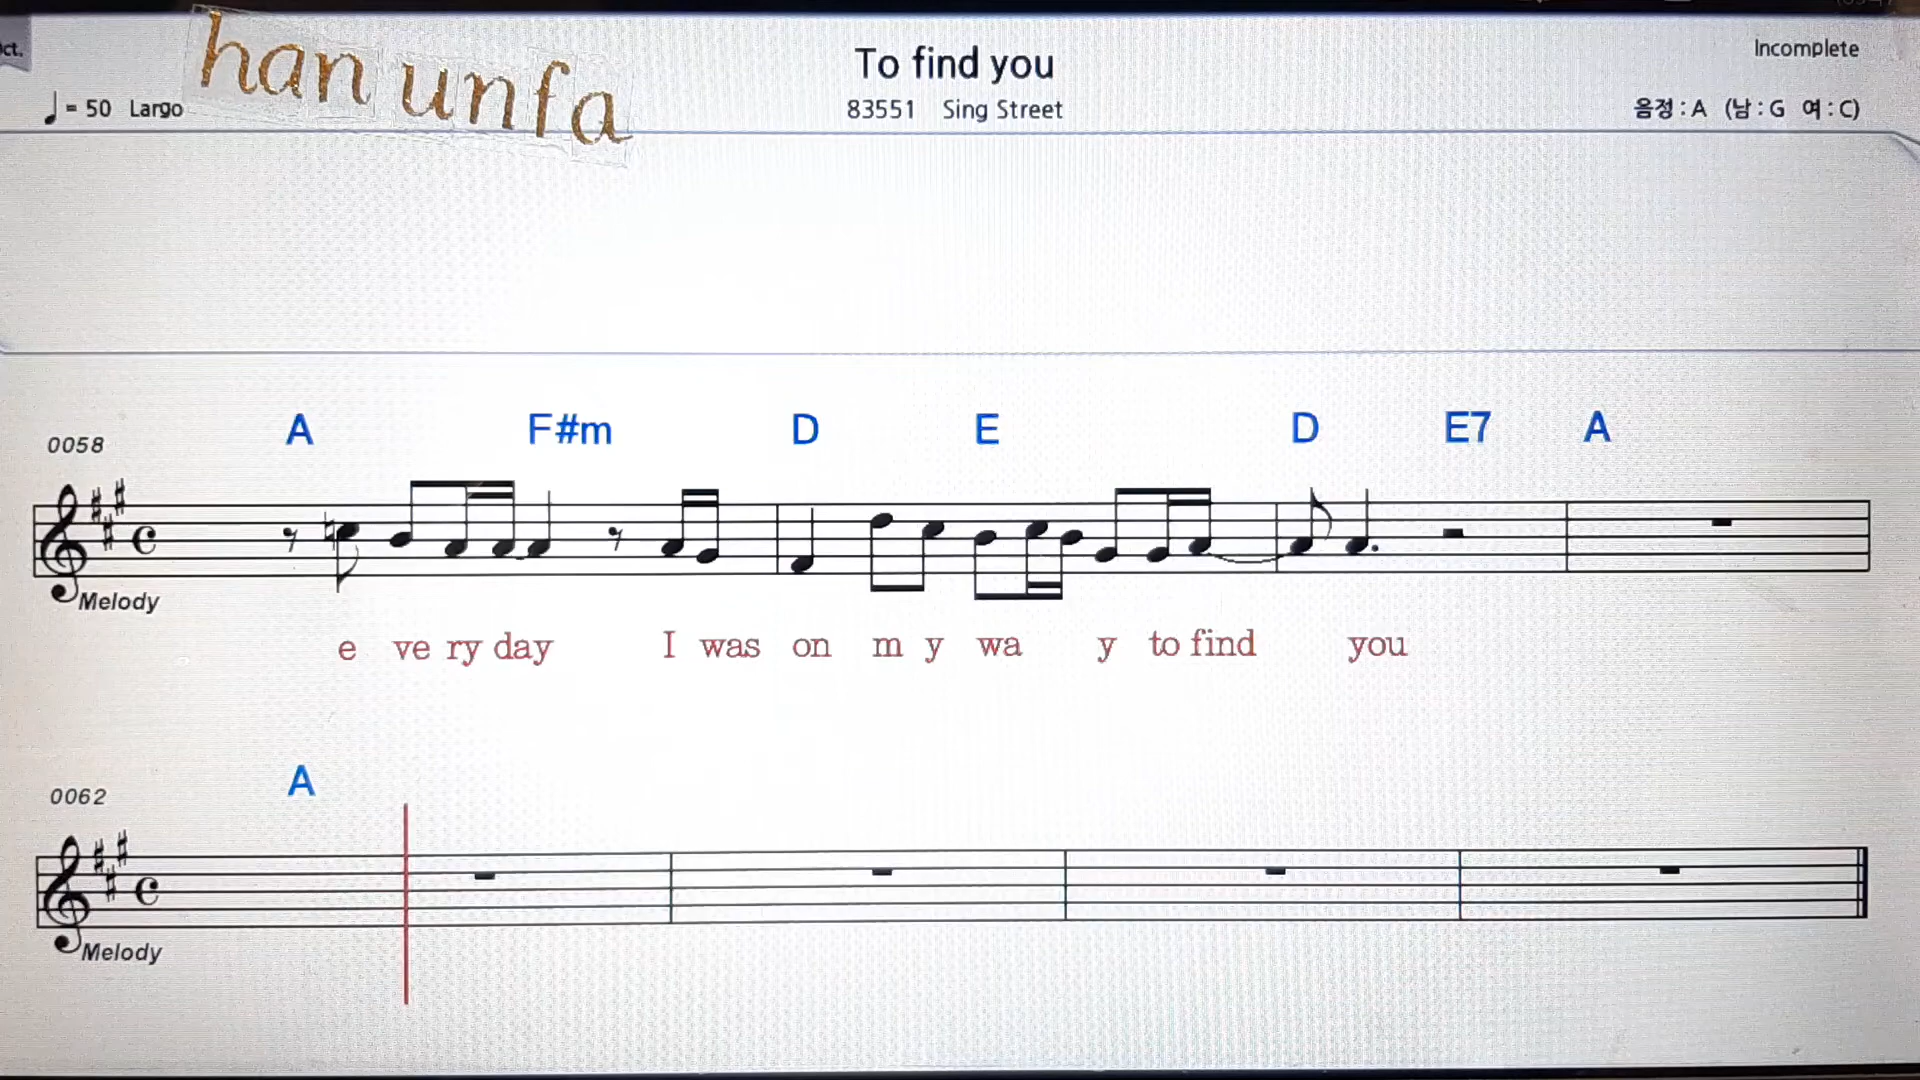 ct.
han unfa
To find you
Incomplete
= 50 Largo
83551 Sing Street
음정 : A (남 : G 여 : C)
A F#m D E D E7 A
0058
Melody
e ve ry day I was on m y wa y to find you
A
0062
Melody